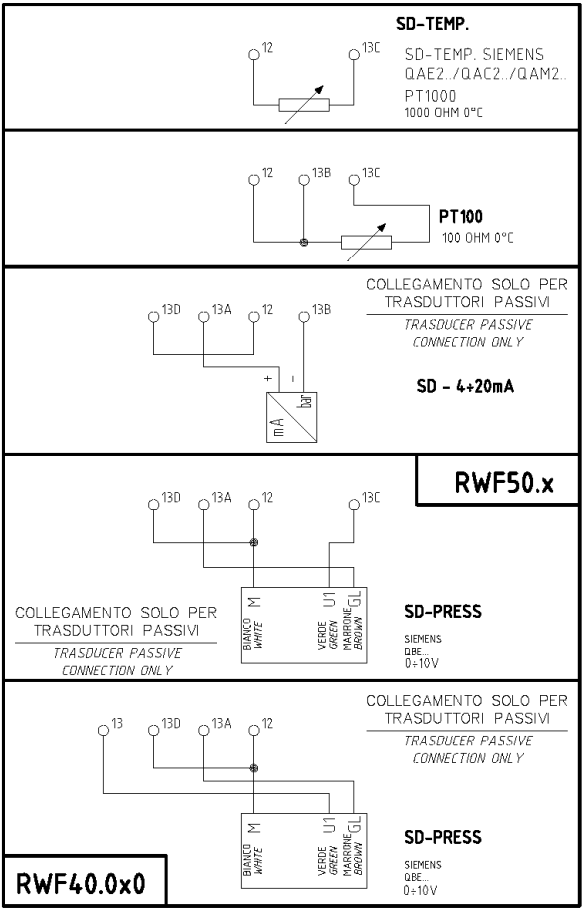 SD-TEMP.
12 13C
SD-TEMP. SIEMENS
QAE2../QAC2../QAM2..
PT1000
1000 OHM 0°C
12 13B 13C
PT100
100 OHM 0°C
COLLEGAMENTO SOLO PER
TRASDUTTORI PASSIVI
TRASDUCER PASSIVE
CONNECTION ONLY
13D 13A 12 13B
+ -
SD - 4÷20mA
mA bar
RWF50.x
13D 13A 12 13C
M U1 GL
BIANCO
WHITE
VERDE
GREEN
MARRONE
BROWN
COLLEGAMENTO SOLO PER
TRASDUTTORI PASSIVI
TRASDUCER PASSIVE
CONNECTION ONLY
SD-PRESS
SIEMENS
QBE...
0÷10V
COLLEGAMENTO SOLO PER
TRASDUTTORI PASSIVI
TRASDUCER PASSIVE
CONNECTION ONLY
13 13D 13A 12
M U1 GL
BIANCO
WHITE
VERDE
GREEN
MARRONE
BROWN
SD-PRESS
SIEMENS
QBE...
0÷10V
RWF40.0x0